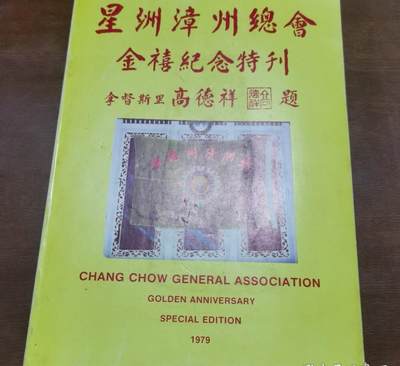 星洲漳州總會
金禧紀念特刊
拿督斯里 高德祥 題
CHANG CHOW GENERAL ASSOCIATION
GOLDEN ANNIVERSARY
SPECIAL EDITION
1979